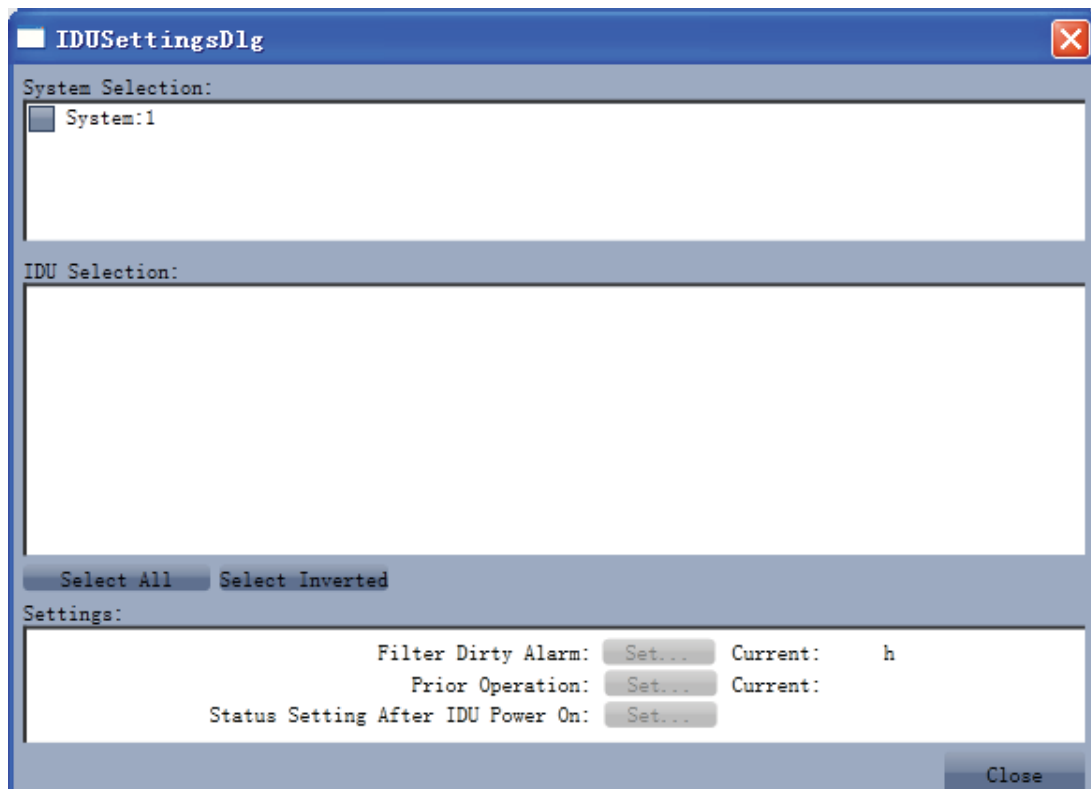 IDUSettingsDlg
System Selection:
System:1
IDU Selection:
Select All Select Inverted
Settings:
Filter Dirty Alarm: Set... Current: h
Prior Operation: Set... Current:
Status Setting After IDU Power On: Set...
Close